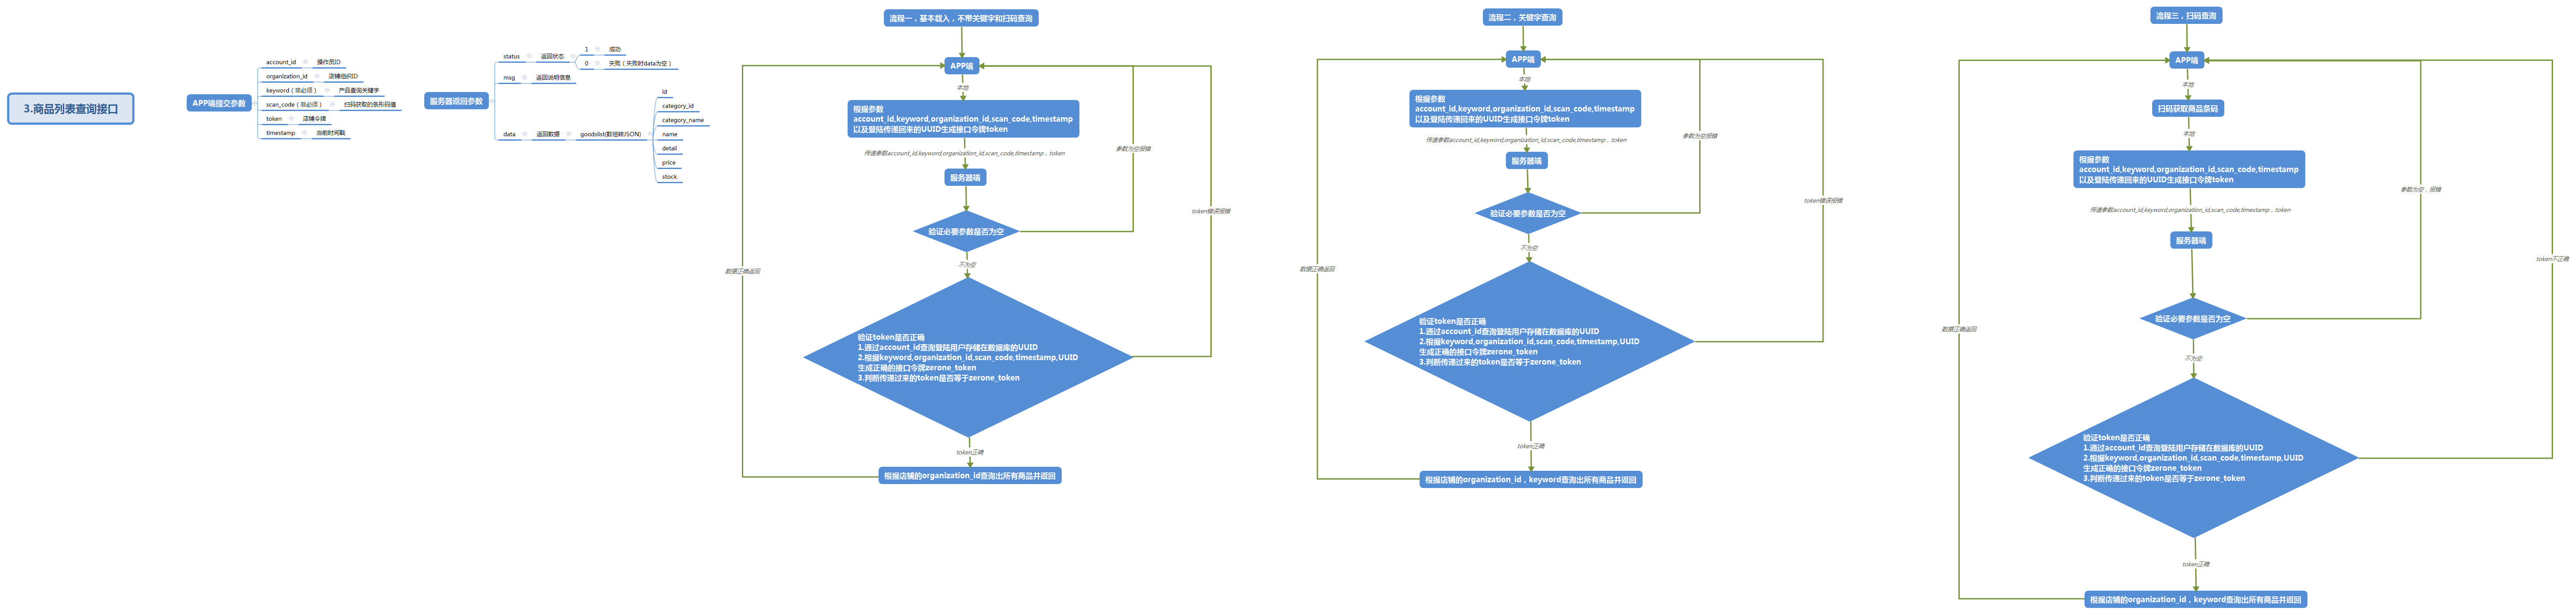 3.商品列表查询接口
APP端提交参数
account_id
操作员ID
organization_id
店铺组织ID
keyword（非必须）
产品查询关键字
scan_code（非必须）
扫码获取的条形码值
token
店铺令牌
timestamp
当前时间戳
服务器返回参数
status
返回状态
1
成功
0
失败（失败时data为空）
msg
返回说明信息
data
返回数据
goodslist(数组转JSON)
id
category_id
category_name
name
detail
price
stock
流程一，基本载入，不带关键字和扫码查询
APP端
本地
根据参数
account_id,keyword,organization_id,scan_code,timestamp
以及登陆传递回来的UUID生成接口令牌token
传递参数account_id,keyword,organization_id,scan_code,timestamp，token
服务器端
验证必要参数是否为空
参数为空报错
不为空
验证token是否正确
1.通过account_id查询登陆用户存储在数据库的UUID
2.根据keyword,organization_id,scan_code,timestamp,UUID
生成正确的接口令牌zerone_token
3.判断传递过来的token是否等于zerone_token
token错误报错
token正确
根据店铺的organization_id查询出所有商品并返回
数据正确返回
流程二，关键字查询
APP端
本地
根据参数
account_id,keyword,organization_id,scan_code,timestamp
以及登陆传递回来的UUID生成接口令牌token
传递参数account_id,keyword,organization_id,scan_code,timestamp，token
服务器端
验证必要参数是否为空
参数为空报错
不为空
验证token是否正确
1.通过account_id查询登陆用户存储在数据库的UUID
2.根据keyword,organization_id,scan_code,timestamp,UUID
生成正确的接口令牌zerone_token
3.判断传递过来的token是否等于zerone_token
token错误报错
token正确
根据店铺的organization_id，keyword查询出所有商品并返回
数据正确返回
流程三，扫码查询
APP端
本地
扫码获取商品条码
本地
根据参数
account_id,keyword,organization_id,scan_code,timestamp
以及登陆传递回来的UUID生成接口令牌token
传递参数account_id,keyword,organization_id,scan_code,timestamp，token
服务器端
验证必要参数是否为空
参数为空，报错
不为空
验证token是否正确
1.通过account_id查询登陆用户存储在数据库的UUID
2.根据keyword,organization_id,scan_code,timestamp,UUID
生成正确的接口令牌zerone_token
3.判断传递过来的token是否等于zerone_token
token不正确
token正确
根据店铺的organization_id，keyword查询出所有商品并返回
数据正确返回